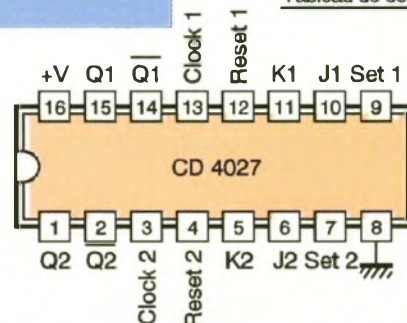 Clock 1
Reset 1
+V Q1 Q1 K1 J1 Set 1
16 15 14 13 12 11 10 9
CD 4027
1 2 3 4 5 6 7 8
Q2 Q2 K2 J2 Set 2
Clock 2
Reset 2